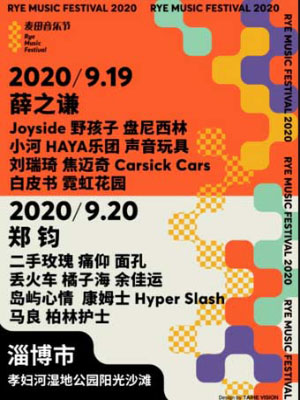 RYE MUSIC FESTIVAL 2020 RYE MUSIC FESTIVAL 2020
麦田音乐节
Rye
Music
Festival
2020/9.19
薛之谦
Joyside 野孩子 盘尼西林
小河 HAYA乐团 声音玩具
刘瑞琦 焦迈奇 Carsick Cars
白皮书 霓虹花园
2020/9.20
郑钧
二手玫瑰 痛仰 面孔
丢火车 橘子海 余佳运
岛屿心情 康姆士 Hyper Slash
马良 柏林护士
淄博市
孝妇河湿地公园阳光沙滩
RYE MUSIC FESTIVAL 2020
RYE MUSIC FESTIVAL 2020
Design by TARIE VISION